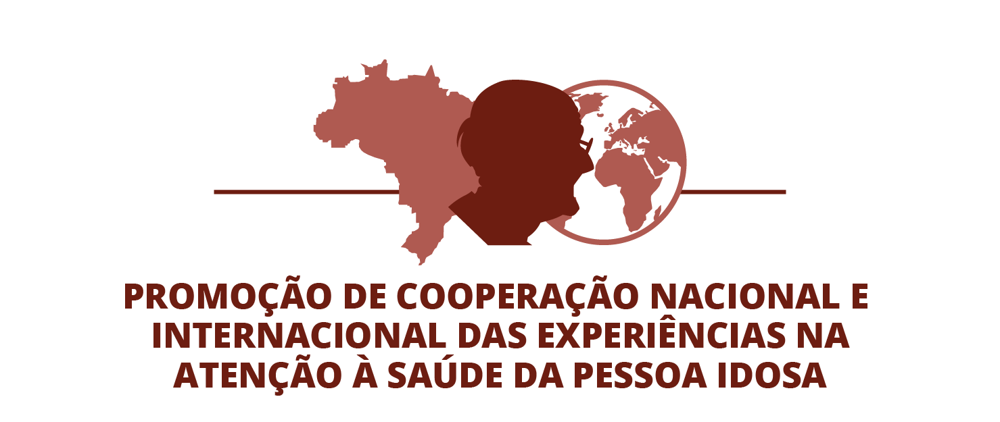 PROMOÇÃO DE COOPERAÇÃO NACIONAL E
INTERNACIONAL DAS EXPERIÊNCIAS NA
ATENÇÃO À SAÚDE DA PESSOA IDOSA